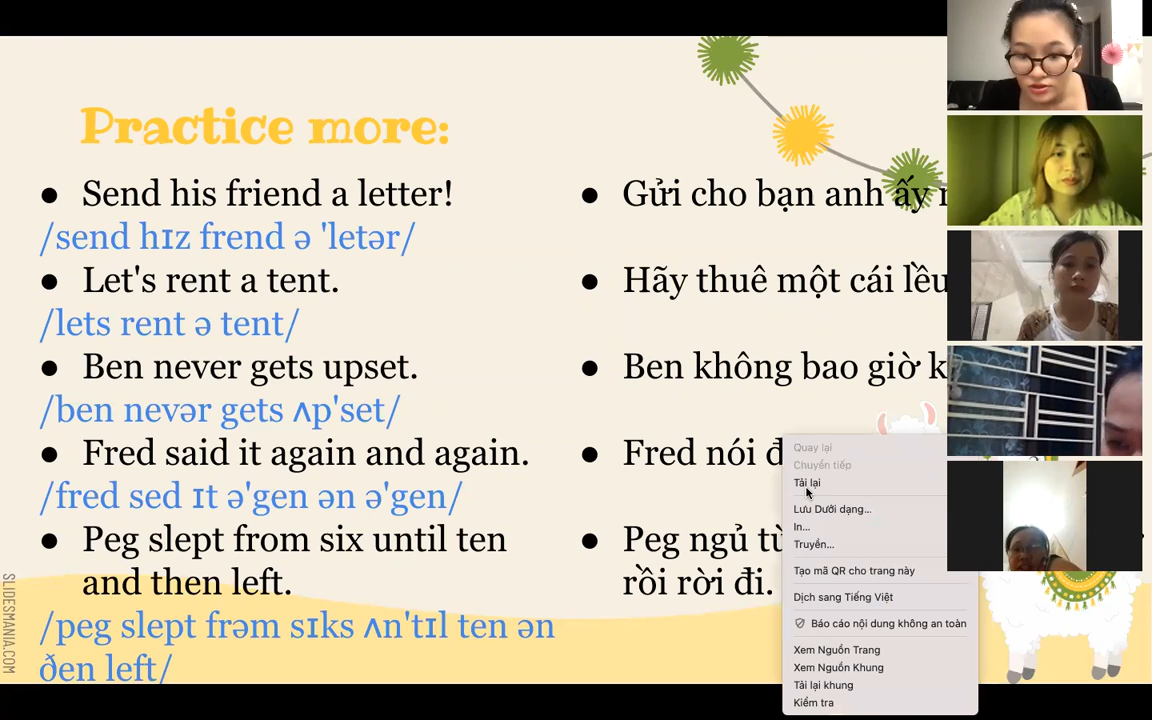 Practice more:
● Send his friend a letter!
/send hɪz frend ə 'letər/
● Let's rent a tent.
/lets rent ə tent/
● Ben never gets upset.
/ben nevər gets ʌp'set/
● Fred said it again and again.
/fred sed ɪt ə'gen ən ə'gen/
● Peg slept from six until ten
and then left.
/peg slept frəm sɪks ʌn'tɪl ten ən
ðen left/
● Gửi cho bạn anh ấy
● Hãy thuê một cái lều
● Ben không bao giờ
● Fred nói
● Peg ngủ
rồi rời đi.
Quay lại
Chuyển tiếp
Tải lại
Lưu Dưới dạng...
In...
Truyền...
Tạo mã QR cho trang này
Dịch sang Tiếng Việt
Báo cáo nội dung không an toàn
Xem Nguồn Trang
Xem Nguồn Khung
Tải lại khung
Kiểm tra
SLIDESMANIA.COM